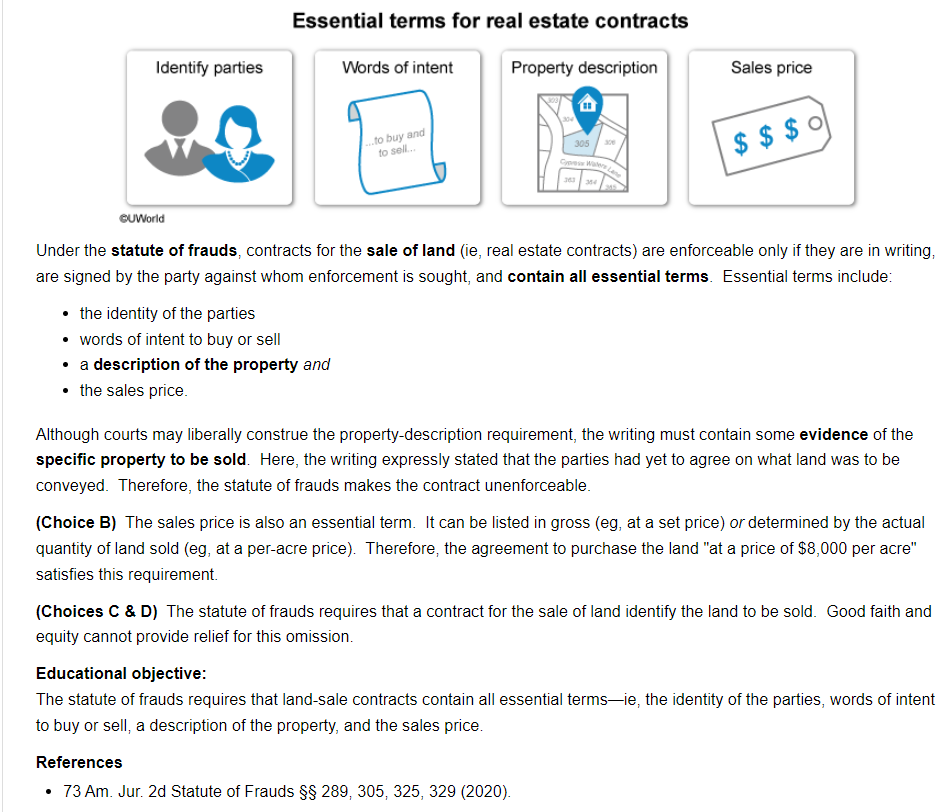 Essential terms for real estate contracts
Identify parties
Words of intent
Property description
Sales price
...to buy and
to sell...
303
304
305
306
Cypress Waters Lane
363
364
365
$ $ $
©UWorld
Under the statute of frauds, contracts for the sale of land (ie, real estate contracts) are enforceable only if they are in writing,
are signed by the party against whom enforcement is sought, and contain all essential terms. Essential terms include:
• the identity of the parties
• words of intent to buy or sell
• a description of the property and
• the sales price.
Although courts may liberally construe the property-description requirement, the writing must contain some evidence of the
specific property to be sold. Here, the writing expressly stated that the parties had yet to agree on what land was to be
conveyed. Therefore, the statute of frauds makes the contract unenforceable.
(Choice B) The sales price is also an essential term. It can be listed in gross (eg, at a set price) or determined by the actual
quantity of land sold (eg, at a per-acre price). Therefore, the agreement to purchase the land "at a price of $8,000 per acre"
satisfies this requirement.
(Choices C & D) The statute of frauds requires that a contract for the sale of land identify the land to be sold. Good faith and
equity cannot provide relief for this omission.
Educational objective:
The statute of frauds requires that land-sale contracts contain all essential terms—ie, the identity of the parties, words of intent
to buy or sell, a description of the property, and the sales price.
References
• 73 Am. Jur. 2d Statute of Frauds §§ 289, 305, 325, 329 (2020).